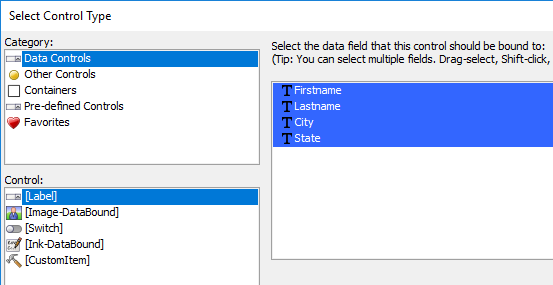 Select Control Type
Category:
Data Controls
Other Controls
Containers
Pre-defined Controls
Favorites
Control:
[Label]
[Image-DataBound]
[Switch]
[Ink-DataBound]
[CustomItem]
Select the data field that this control should be bound to:
(Tip: You can select multiple fields. Drag-select, Shift-click,
T Firstname
T Lastname
T City
T State